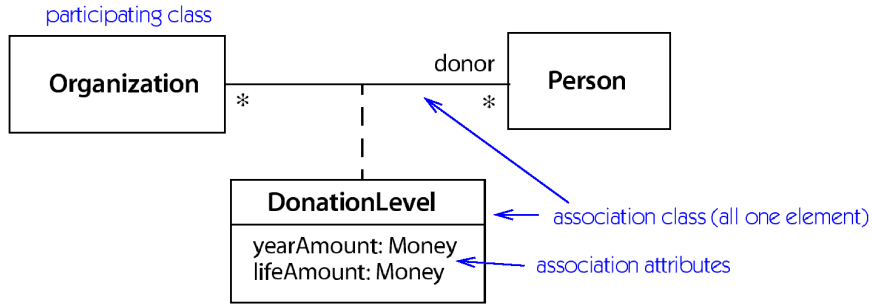 participating class
Organization
donor
Person
*
*
DonationLevel
yearAmount: Money
lifeAmount: Money
association class (all one element)
association attributes